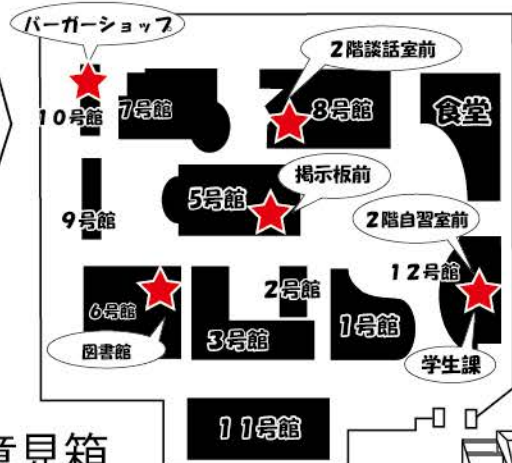 バーガーショップ
2階談話室前
10号館
7号館
8号館
食堂
掲示板前
5号館
9号館
2階自習室前
12号館
2号館
6号館
3号館
1号館
図書館
学生課
11号館
意見箱